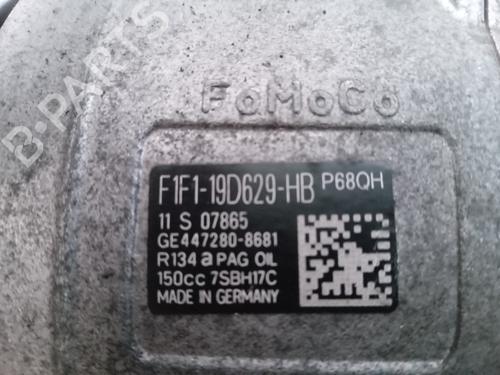 FoMoCo
F1F1-19D629-HB P68QH
11 S 07865
GE447280-8681
R134a PAG OIL
150cc 7SBH17C
MADE IN GERMANY
B-PARTS